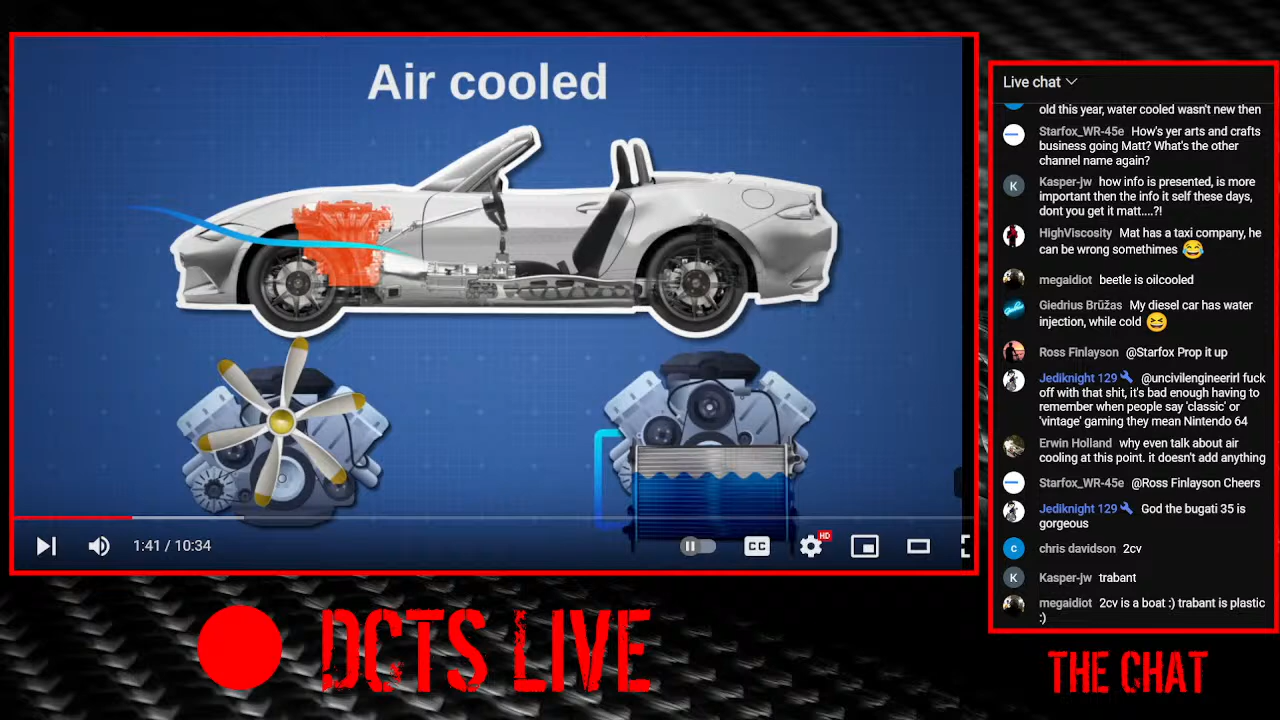 Air cooled
1:41 / 10:34
CC
HD
DCTS LIVE
Live chat
old this year, water cooled wasn't new then
Starfox_WR-45e How's yer arts and crafts
business going Matt? What's the other
channel name again?
K
Kasper-jw how info is presented, is more
important then the info it self these days,
dont you get it matt....?!
HighViscosity Mat has a taxi company, he
can be wrong somethimes 😂
megaidiot beetle is oilcooled
Giedrius Brūžas My diesel car has water
injection, while cold 😆
Ross Finlayson @Starfox Prop it up
Jediknight 129 @uncivilengineerirl fuck
off with that shit, it's bad enough having to
remember when people say 'classic' or
'vintage' gaming they mean Nintendo 64
Erwin Holland why even talk about air
cooling at this point. it doesn't add anything
Starfox_WR-45e @Ross Finlayson Cheers
Jediknight 129 God the bugati 35 is
gorgeous
c
chris davidson 2cv
K
Kasper-jw trabant
megaidiot 2cv is a boat :) trabant is plastic
:)
THE CHAT